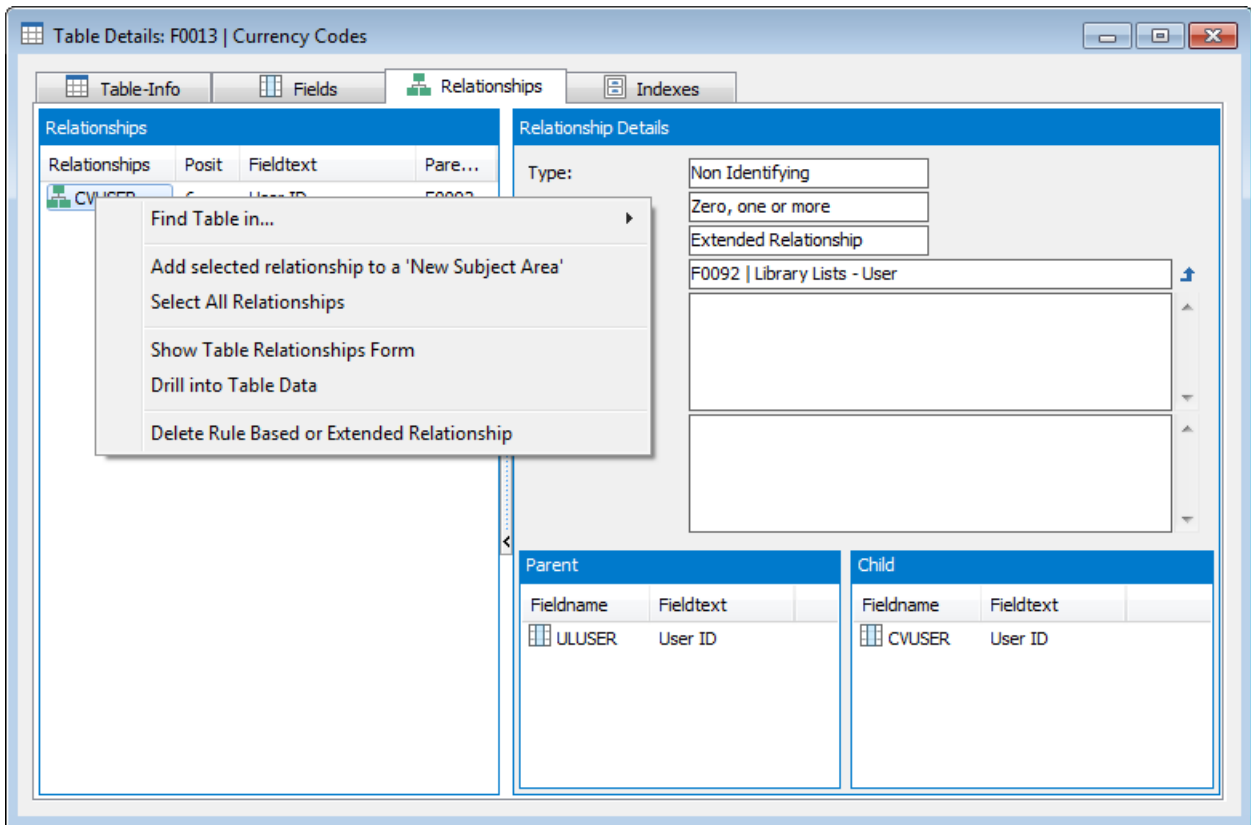 Table Details: F0013 | Currency Codes
Table-Info Fields Relationships Indexes
Relationships
Relationships Posit Fieldtext Pare...
Find Table in...
Add selected relationship to a 'New Subject Area'
Select All Relationships
Show Table Relationships Form
Drill into Table Data
Delete Rule Based or Extended Relationship
Relationship Details
Type: Non Identifying
Zero, one or more
Extended Relationship
F0092 | Library Lists - User
Parent
Fieldname Fieldtext
ULUSER User ID
Child
Fieldname Fieldtext
CVUSER User ID